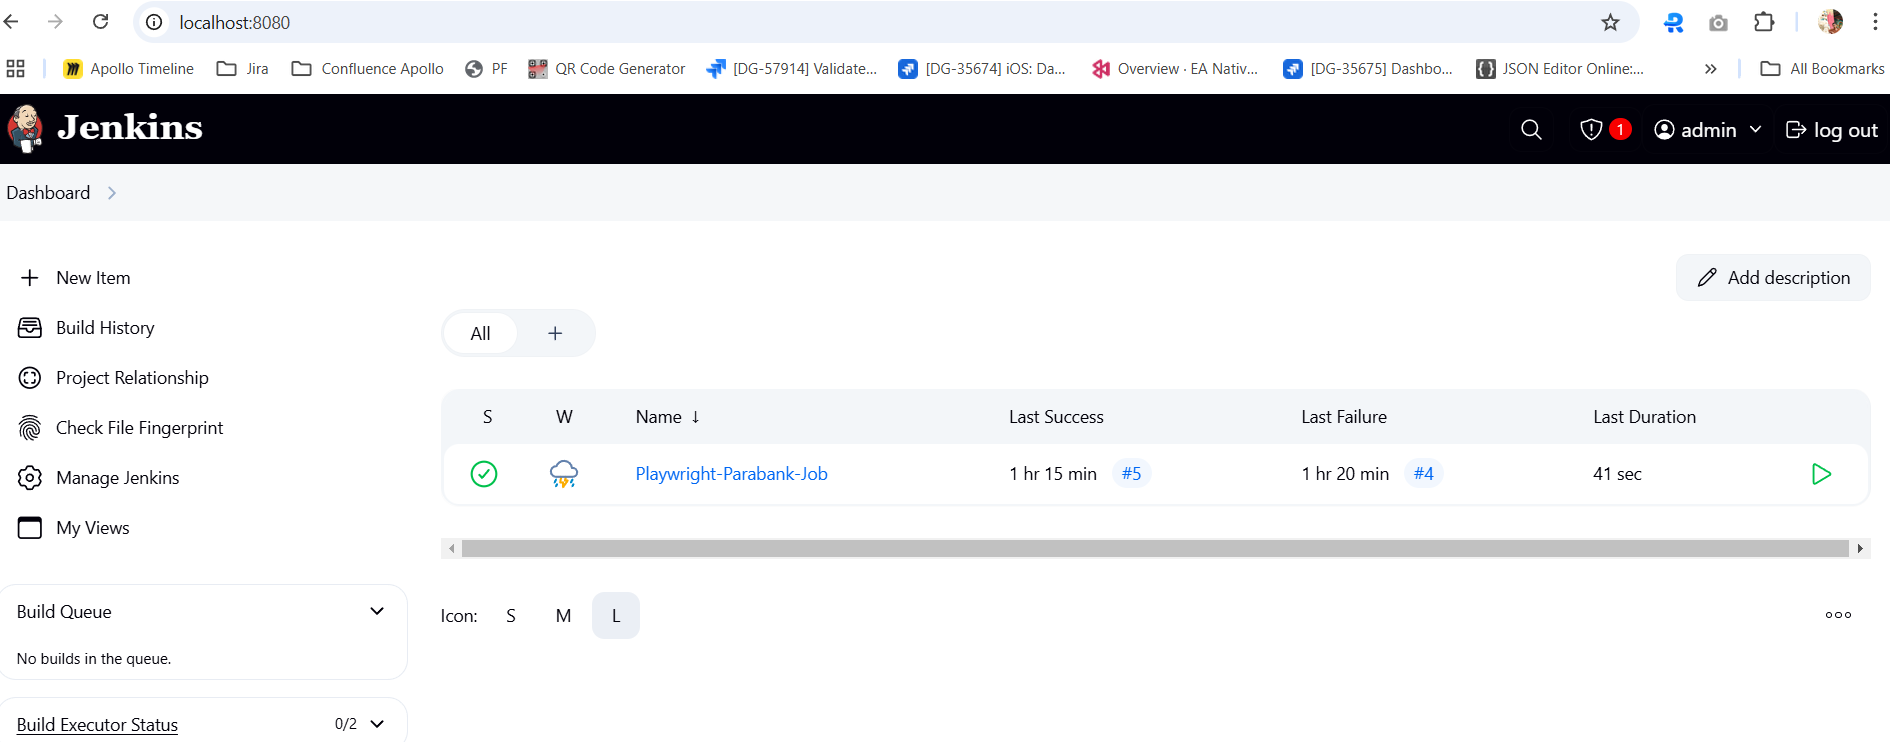 localhost:8080
Apollo Timeline Jira Confluence Apollo PF QR Code Generator [DG-57914] Validate... [DG-35674] iOS: Da... Overview · EA Nativ... [DG-35675] Dashbo... JSON Editor Online:... All Bookmarks
Jenkins 1 admin log out
Dashboard
New Item
Add description
Build History
All +
Project Relationship
S W Name ↓ Last Success Last Failure Last Duration
Check File Fingerprint
Playwright-Parabank-Job 1 hr 15 min #5 1 hr 20 min #4 41 sec
Manage Jenkins
My Views
Build Queue
Icon: S M L
No builds in the queue.
Build Executor Status 0/2